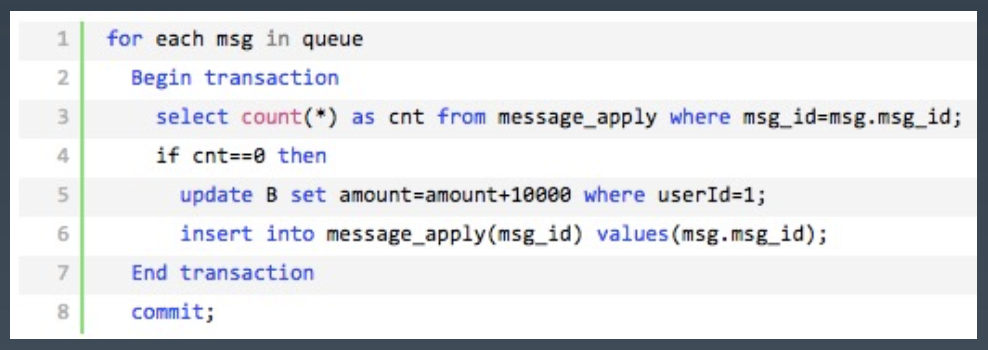 1 for each msg in queue
2 Begin transaction
3 select count(*) as cnt from message_apply where msg_id=msg.msg_id;
4 if cnt==0 then
5 update B set amount=amount+10000 where userId=1;
6 insert into message_apply(msg_id) values(msg.msg_id);
7 End transaction
8 commit;